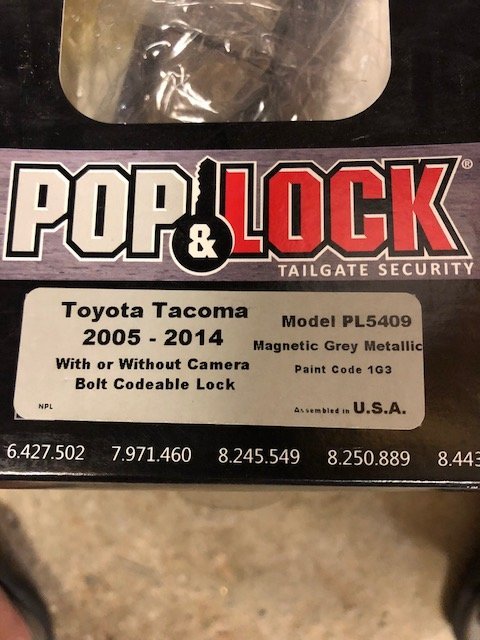 POP & LOCK®
TAILGATE SECURITY
Toyota Tacoma
2005 - 2014
With or Without Camera
Bolt Codeable Lock
NPL
Model PL5409
Magnetic Grey Metallic
Paint Code 1G3
Assembled in U.S.A.
6.427.502 7.971.460 8.245.549 8.250.889 8.443